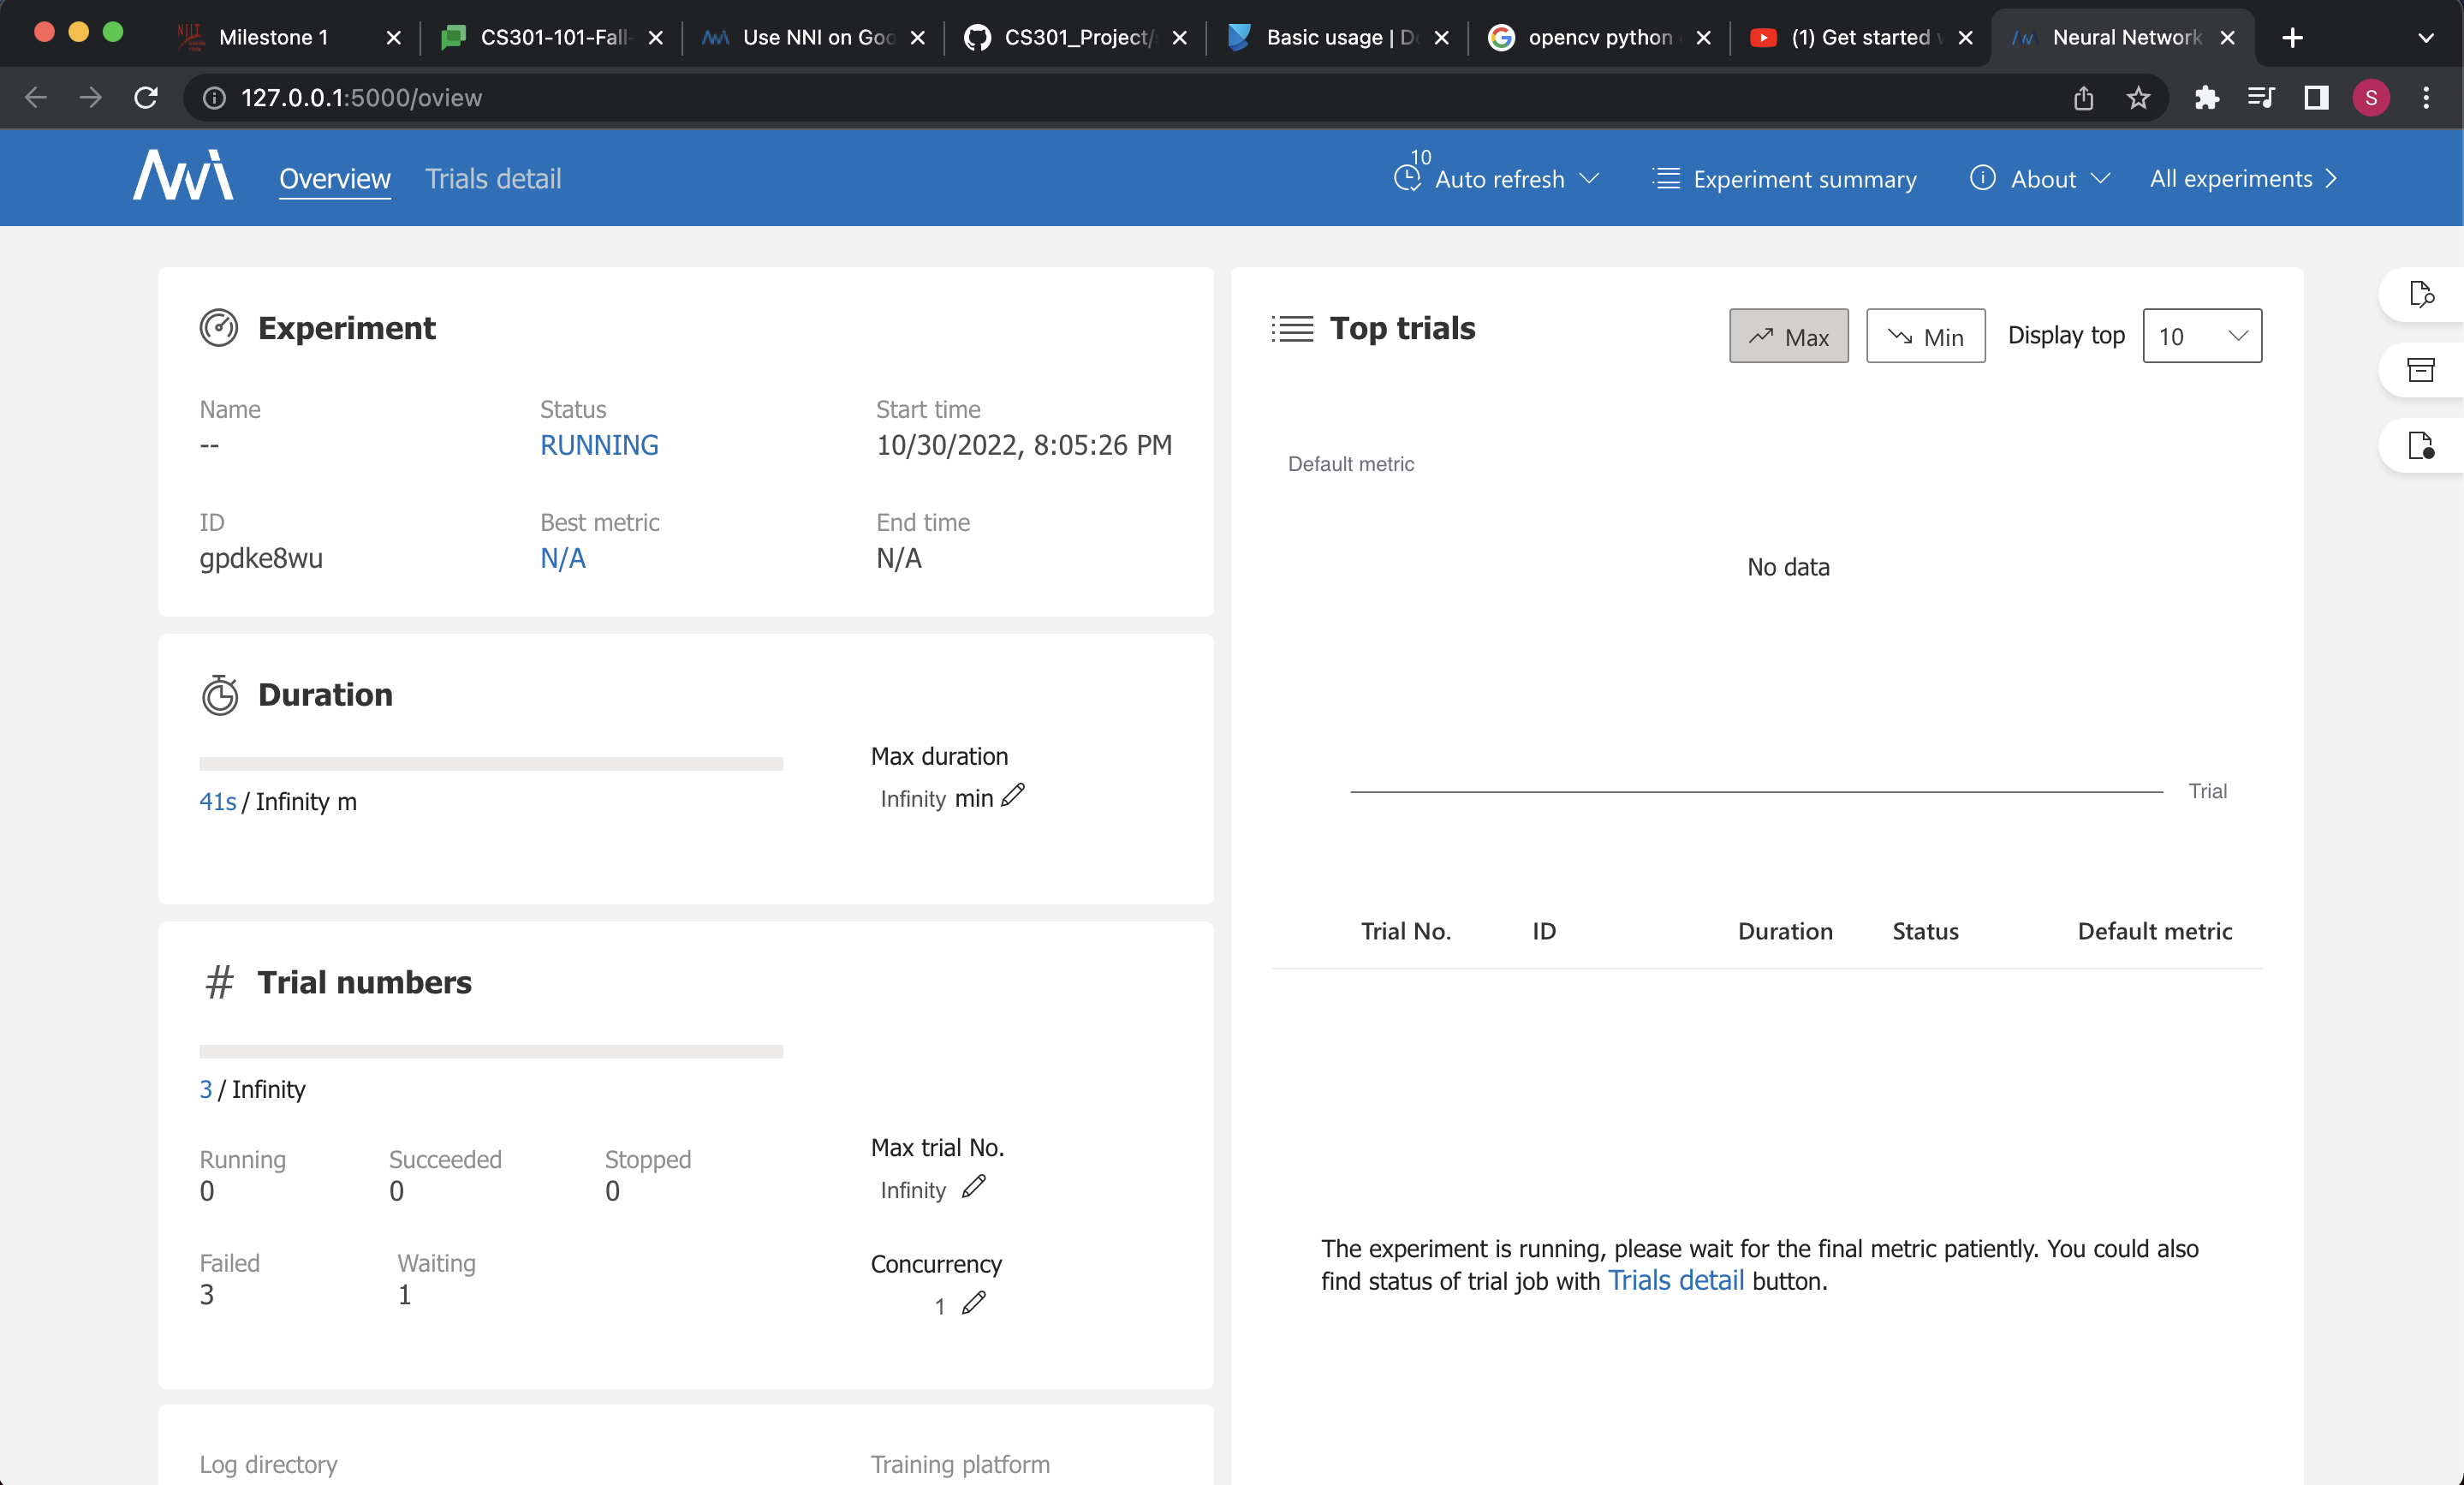 Milestone 1
CS301-101-Fall-
Use NNI on Goo
CS301_Project/
Basic usage | Do
opencv python
(1) Get started
Neural Network
127.0.0.1:5000/oview
S
Overview
Trials detail
10
Auto refresh
Experiment summary
About
All experiments
Experiment
Name
Status
Start time
--
RUNNING
10/30/2022, 8:05:26 PM
ID
Best metric
End time
gpdke8wu
N/A
N/A
Duration
Max duration
Infinity min
41s / Infinity m
# Trial numbers
3 / Infinity
Running
Succeeded
Stopped
0
0
0
Max trial No.
Infinity
Failed
Waiting
3
1
Concurrency
1
Log directory
Training platform
Top trials
Max
Min
Display top
10
Default metric
No data
Trial
Trial No.
ID
Duration
Status
Default metric
The experiment is running, please wait for the final metric patiently. You could also
find status of trial job with Trials detail button.